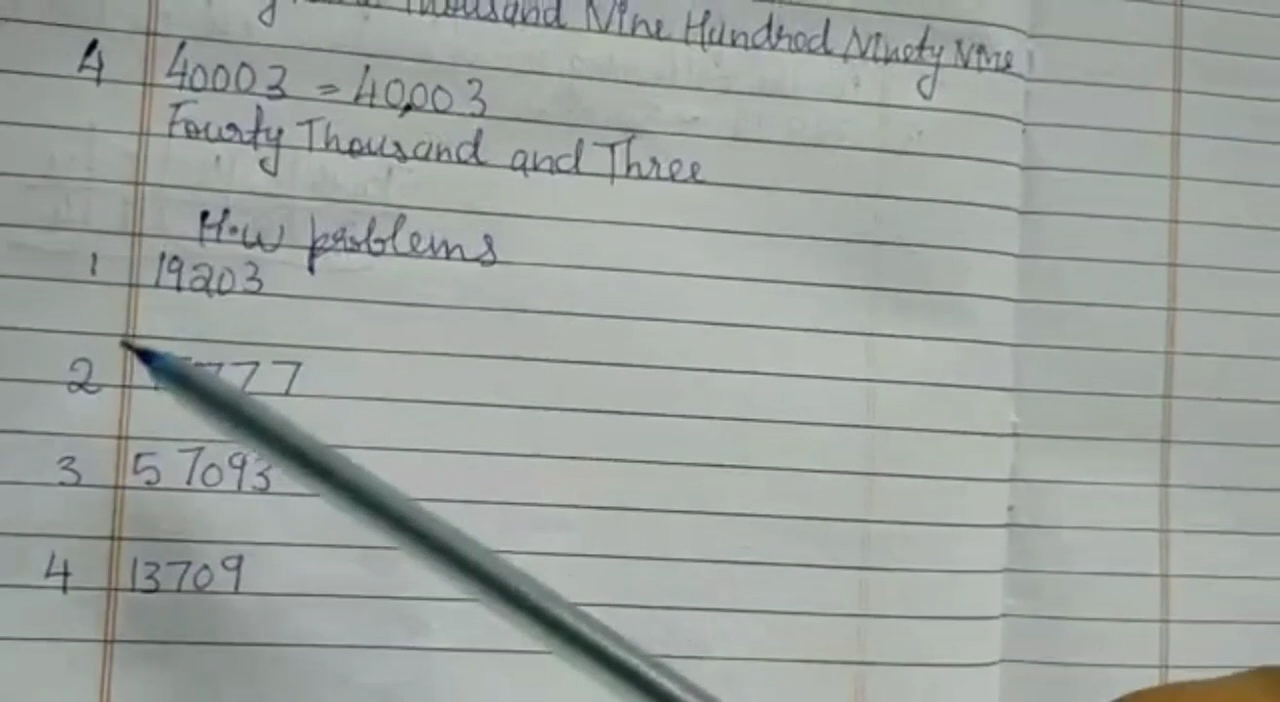 Thousand Nine Hundred Ninety Nine
4 40003 = 40,003
Fourty Thousand and Three
H.w problems
1 19203
2 777
3 57093
4 13709